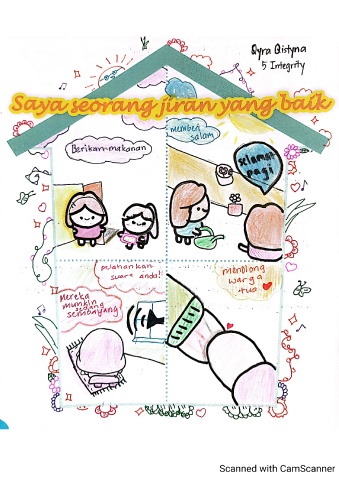 Qyra Qistyna
5 Integrity
Saya seorang jiran yang baik
Berikan makanan
memberi
salam
selamat
pagi
perlahankan
suara anda!
Mereka
mungkin
sedang
sembahyang
menolong
warga
tua
Scanned with CamScanner